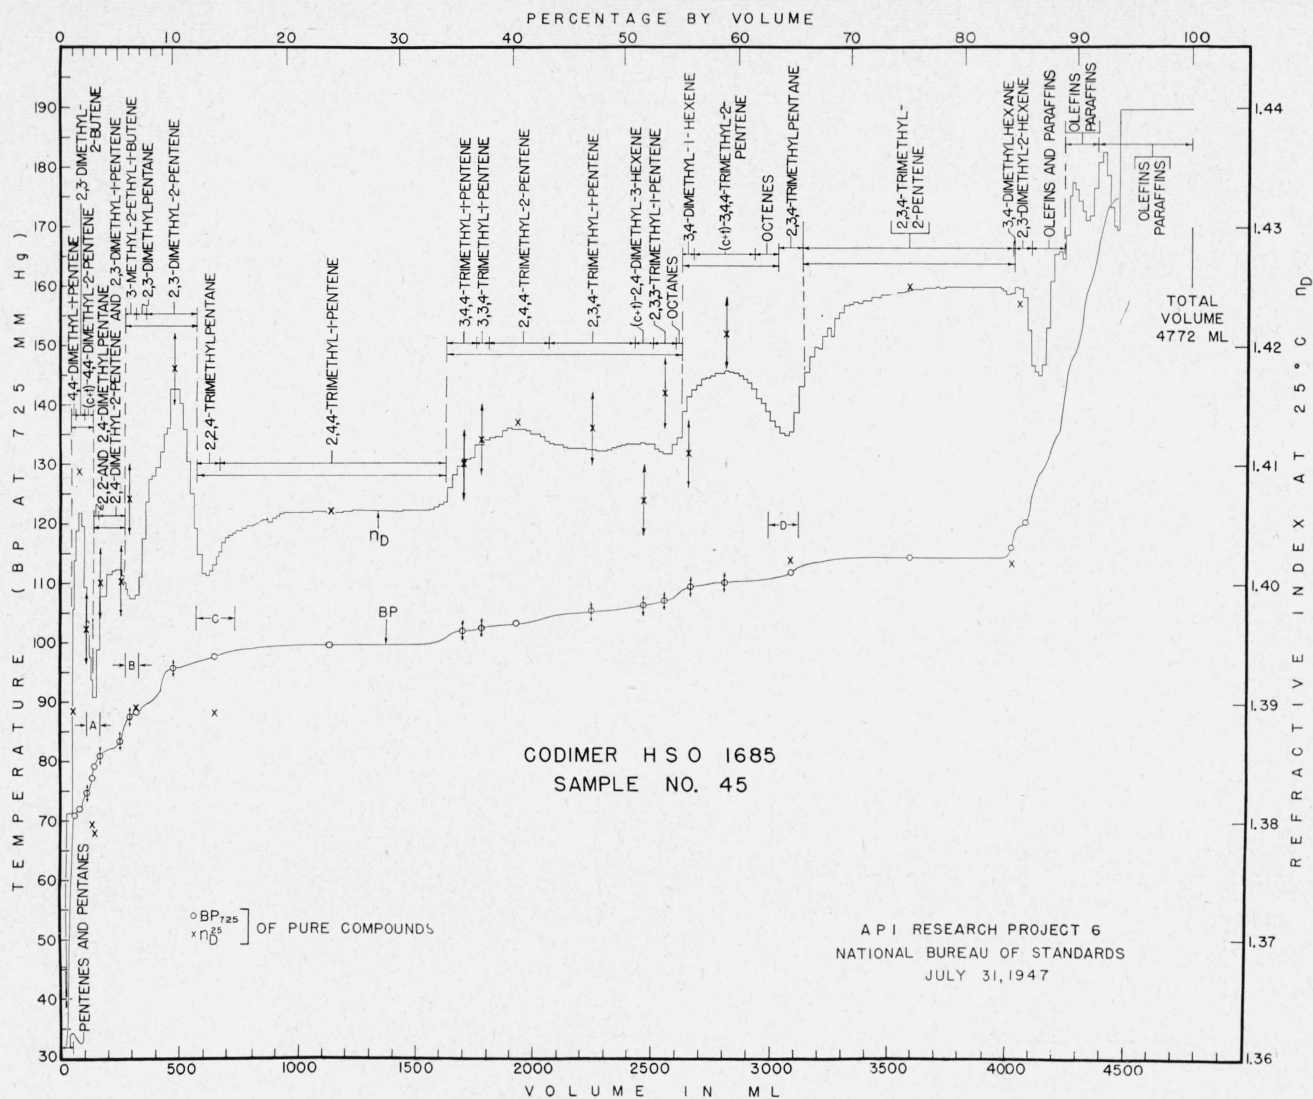 PERCENTAGE BY VOLUME
0 10 20 30 40 50 60 70 80 90 100
TEMPERATURE (BP AT 725 MM Hg)
190
180
170
160
150
140
130
120
110
100
90
80
70
60
50
40
30
REFRACTIVE INDEX AT 25° C n_D
1.44
1.43
1.42
1.41
1.40
1.39
1.38
1.37
1.36
PENTENES AND PENTANES
4,4-DIMETHYL-1-PENTENE
2,3-DIMETHYL-
2-BUTENE
(c+t)-4,4-DIMETHYL-2-PENTENE
2,2-AND 2,4-DIMETHYLPENTANE
2,4-DIMETHYL-2-PENTENE AND 2,3-DIMETHYL-1-PENTENE
3-METHYL-2-ETHYL-1-BUTENE
2,3-DIMETHYLPENTANE
2,3-DIMETHYL-2-PENTENE
2,2,4-TRIMETHYLPENTANE
2,4,4-TRIMETHYL-1-PENTENE
3,4,4-TRIMETHYL-1-PENTENE
3,3,4-TRIMETHYL-1-PENTENE
2,4,4-TRIMETHYL-2-PENTENE
2,3,4-TRIMETHYL-1-PENTENE
(c+t)-2,4-DIMETHYL-3-HEXENE
2,3,3-TRIMETHYL-1-PENTENE
OCTANES
3,4-DIMETHYL-1-HEXENE
(c+t)-3,4,4-TRIMETHYL-2-
PENTENE
OCTENES
2,3,4-TRIMETHYLPENTANE
2,3,4-TRIMETHYL-
2-PENTENE
3,4-DIMETHYLHEXANE
2,3-DIMETHYL-2-HEXENE
OLEFINS AND PARAFFINS
OLEFINS
PARAFFINS
OLEFINS
PARAFFINS
TOTAL
VOLUME
4772 ML
n_D
BP
A
B
C
D
CODIMER HSO 1685
SAMPLE NO. 45
o BP725
x n_D^25
OF PURE COMPOUNDS
API RESEARCH PROJECT 6
NATIONAL BUREAU OF STANDARDS
JULY 31, 1947
0 500 1000 1500 2000 2500 3000 3500 4000 4500
VOLUME IN ML